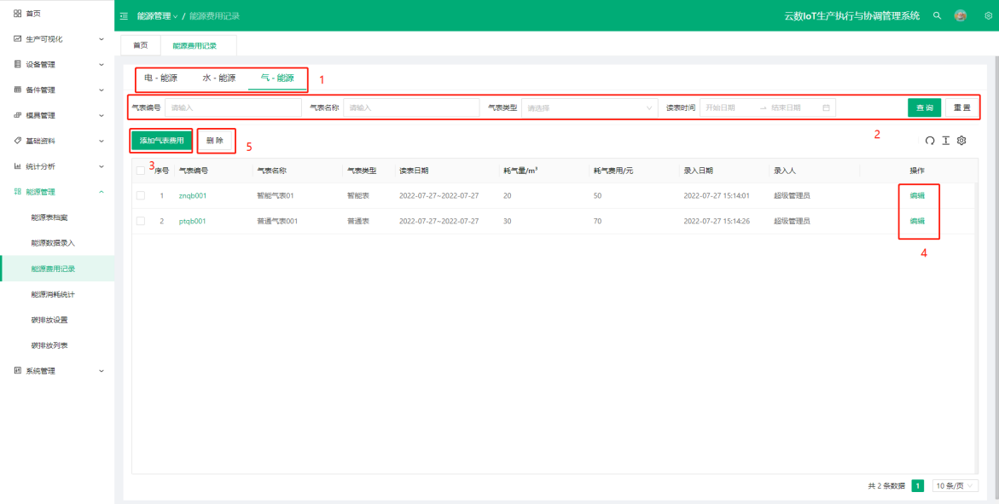 首页
生产可视化
设备管理
备件管理
模具管理
基础资料
统计分析
能源管理
能源表档案
能源数据录入
能源费用记录
能源消耗统计
碳排放设置
碳排放列表
系统管理
能源管理 / 能源费用记录
云数IoT生产执行与协调管理系统
首页 能源费用记录
电 - 能源 水 - 能源 气 - 能源 1
气表编号 请输入 气表名称 请输入 气表类型 请选择 读表时间 开始日期 → 结束日期 查 询 重 置
2
添加气表费用 删 除 5
3
序号 气表编号 气表名称 气表类型 读表日期 耗气量/m³ 耗气费用/元 录入日期 录入人 操作
1 znqb001 智能气表01 智能表 2022-07-27~2022-07-27 20 50 2022-07-27 15:14:01 超级管理员 编辑
2 ptqb001 普通气表001 普通表 2022-07-27~2022-07-27 30 70 2022-07-27 15:14:26 超级管理员 编辑
4
共 2 条数据 1 10 条/页